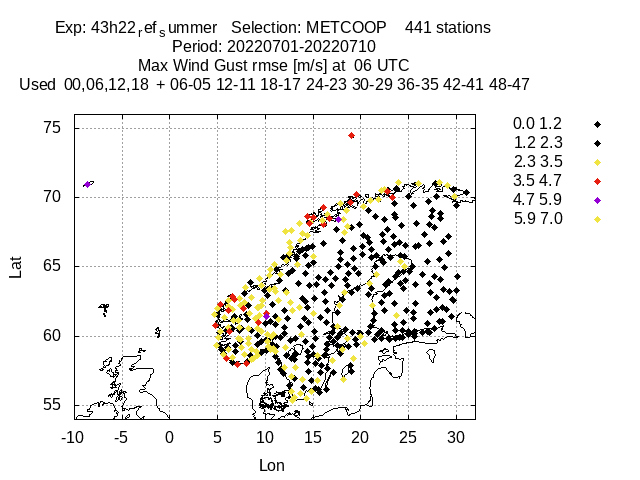 Exp: 43h22refsummer Selection: METCOOP 441 stations
Period: 20220701-20220710
Max Wind Gust rmse [m/s] at 06 UTC
Used 00,06,12,18 + 06-05 12-11 18-17 24-23 30-29 36-35 42-41 48-47
0.0 1.2
1.2 2.3
2.3 3.5
3.5 4.7
4.7 5.9
5.9 7.0
75
70
65
60
55
Lat
-10 -5 0 5 10 15 20 25 30
Lon